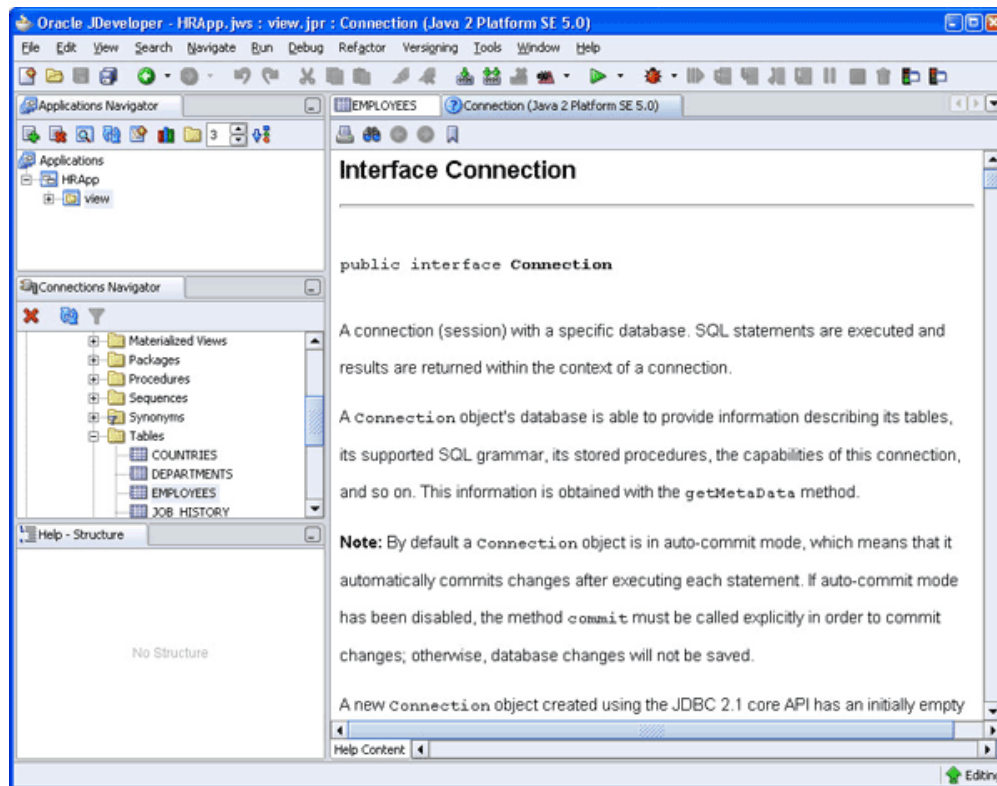 Oracle JDeveloper - HRApp.jws : view.jpr : Connection (Java 2 Platform SE 5.0)
File Edit View Search Navigate Run Debug Refactor Versioning Tools Window Help
Applications Navigator
3
Applications
HRApp
view
Connections Navigator
Materialized Views
Packages
Procedures
Sequences
Synonyms
Tables
COUNTRIES
DEPARTMENTS
EMPLOYEES
JOB_HISTORY
Help - Structure
No Structure
EMPLOYEES Connection (Java 2 Platform SE 5.0)
Interface Connection
public interface Connection
A connection (session) with a specific database. SQL statements are executed and
results are returned within the context of a connection.
A Connection object's database is able to provide information describing its tables,
its supported SQL grammar, its stored procedures, the capabilities of this connection,
and so on. This information is obtained with the getMetaData method.
Note: By default a Connection object is in auto-commit mode, which means that it
automatically commits changes after executing each statement. If auto-commit mode
has been disabled, the method commit must be called explicitly in order to commit
changes; otherwise, database changes will not be saved.
A new Connection object created using the JDBC 2.1 core API has an initially empty
Help Content
Editing